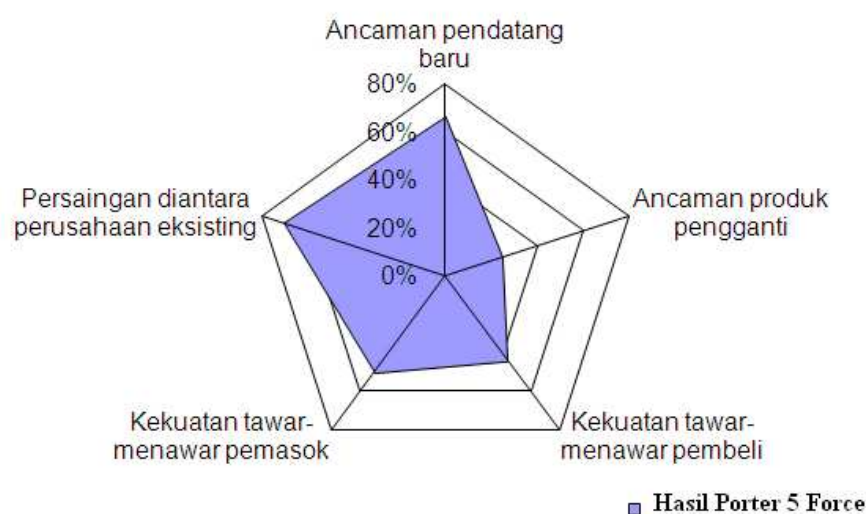 Ancaman pendatang
baru
80%
60%
40%
20%
0%
Persaingan diantara
perusahaan eksisting
Ancaman produk
pengganti
Kekuatan tawar-
menawar pemasok
Kekuatan tawar-
menawar pembeli
Hasil Porter 5 Force